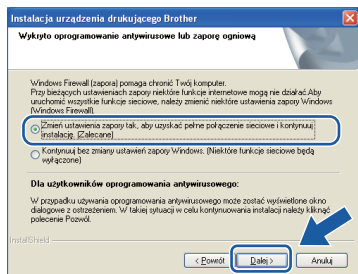 Instalacja urządzenia drukującego Brother
Wykryto oprogramowanie antywirusowe lub zaporę ogniową
Windows Firewall (zapora) pomaga chronić Twój komputer.
Przy bieżących ustawieniach zapory niektóre funkcje internetowe mogą nie działać.Aby
uruchomić wszystkie funkcje sieciowe, należy zmienić niektóre ustawienia zapory Windows
(Windows Firewall).
Zmień ustawienia zapory tak, aby uzyskać pełne połączenie sieciowe i kontynuuj
instalację. (Zalecane)
Kontynuuj bez zmiany ustawień zapory Windows. (Niektóre funkcje sieciowe będą
wyłączone)
Dla użytkowników oprogramowania antywirusowego:
W przypadku używania oprogramowania antywirusowego może zostać wyświetlone okno
dialogowe z ostrzeżeniem. W takiej sytuacji w celu kontynuowania instalacji należy kliknąć
polecenie Pozwól.
InstallShield
< Powrót Dalej > Anuluj